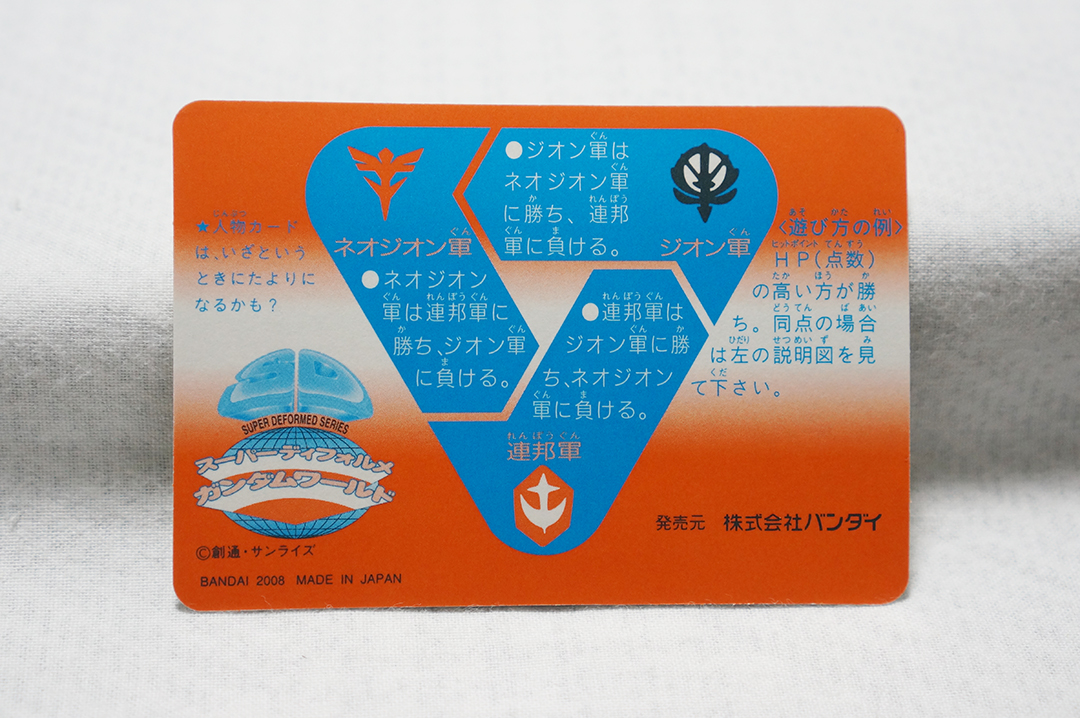 ★人物カード
は、いざという
ときにたよりに
なるかも？
ネオジオン軍
●ネオジオン
軍は連邦軍に
勝ち、ジオン軍
に負ける。
●ジオン軍は
ネオジオン軍
に勝ち、連邦
軍に負ける。
ジオン軍
●連邦軍は
ジオン軍に勝
ち、ネオジオン
軍に負ける。
連邦軍
〈遊び方の例〉
HP(点数)
の高い方が勝
ち。同点の場合
は左の説明図を見
て下さい。
SUPER DEFORMED SERIES
スーパーディフォルメ
ガンダムワールド
©創通・サンライズ
BANDAI 2008 MADE IN JAPAN
発売元 株式会社バンダイ